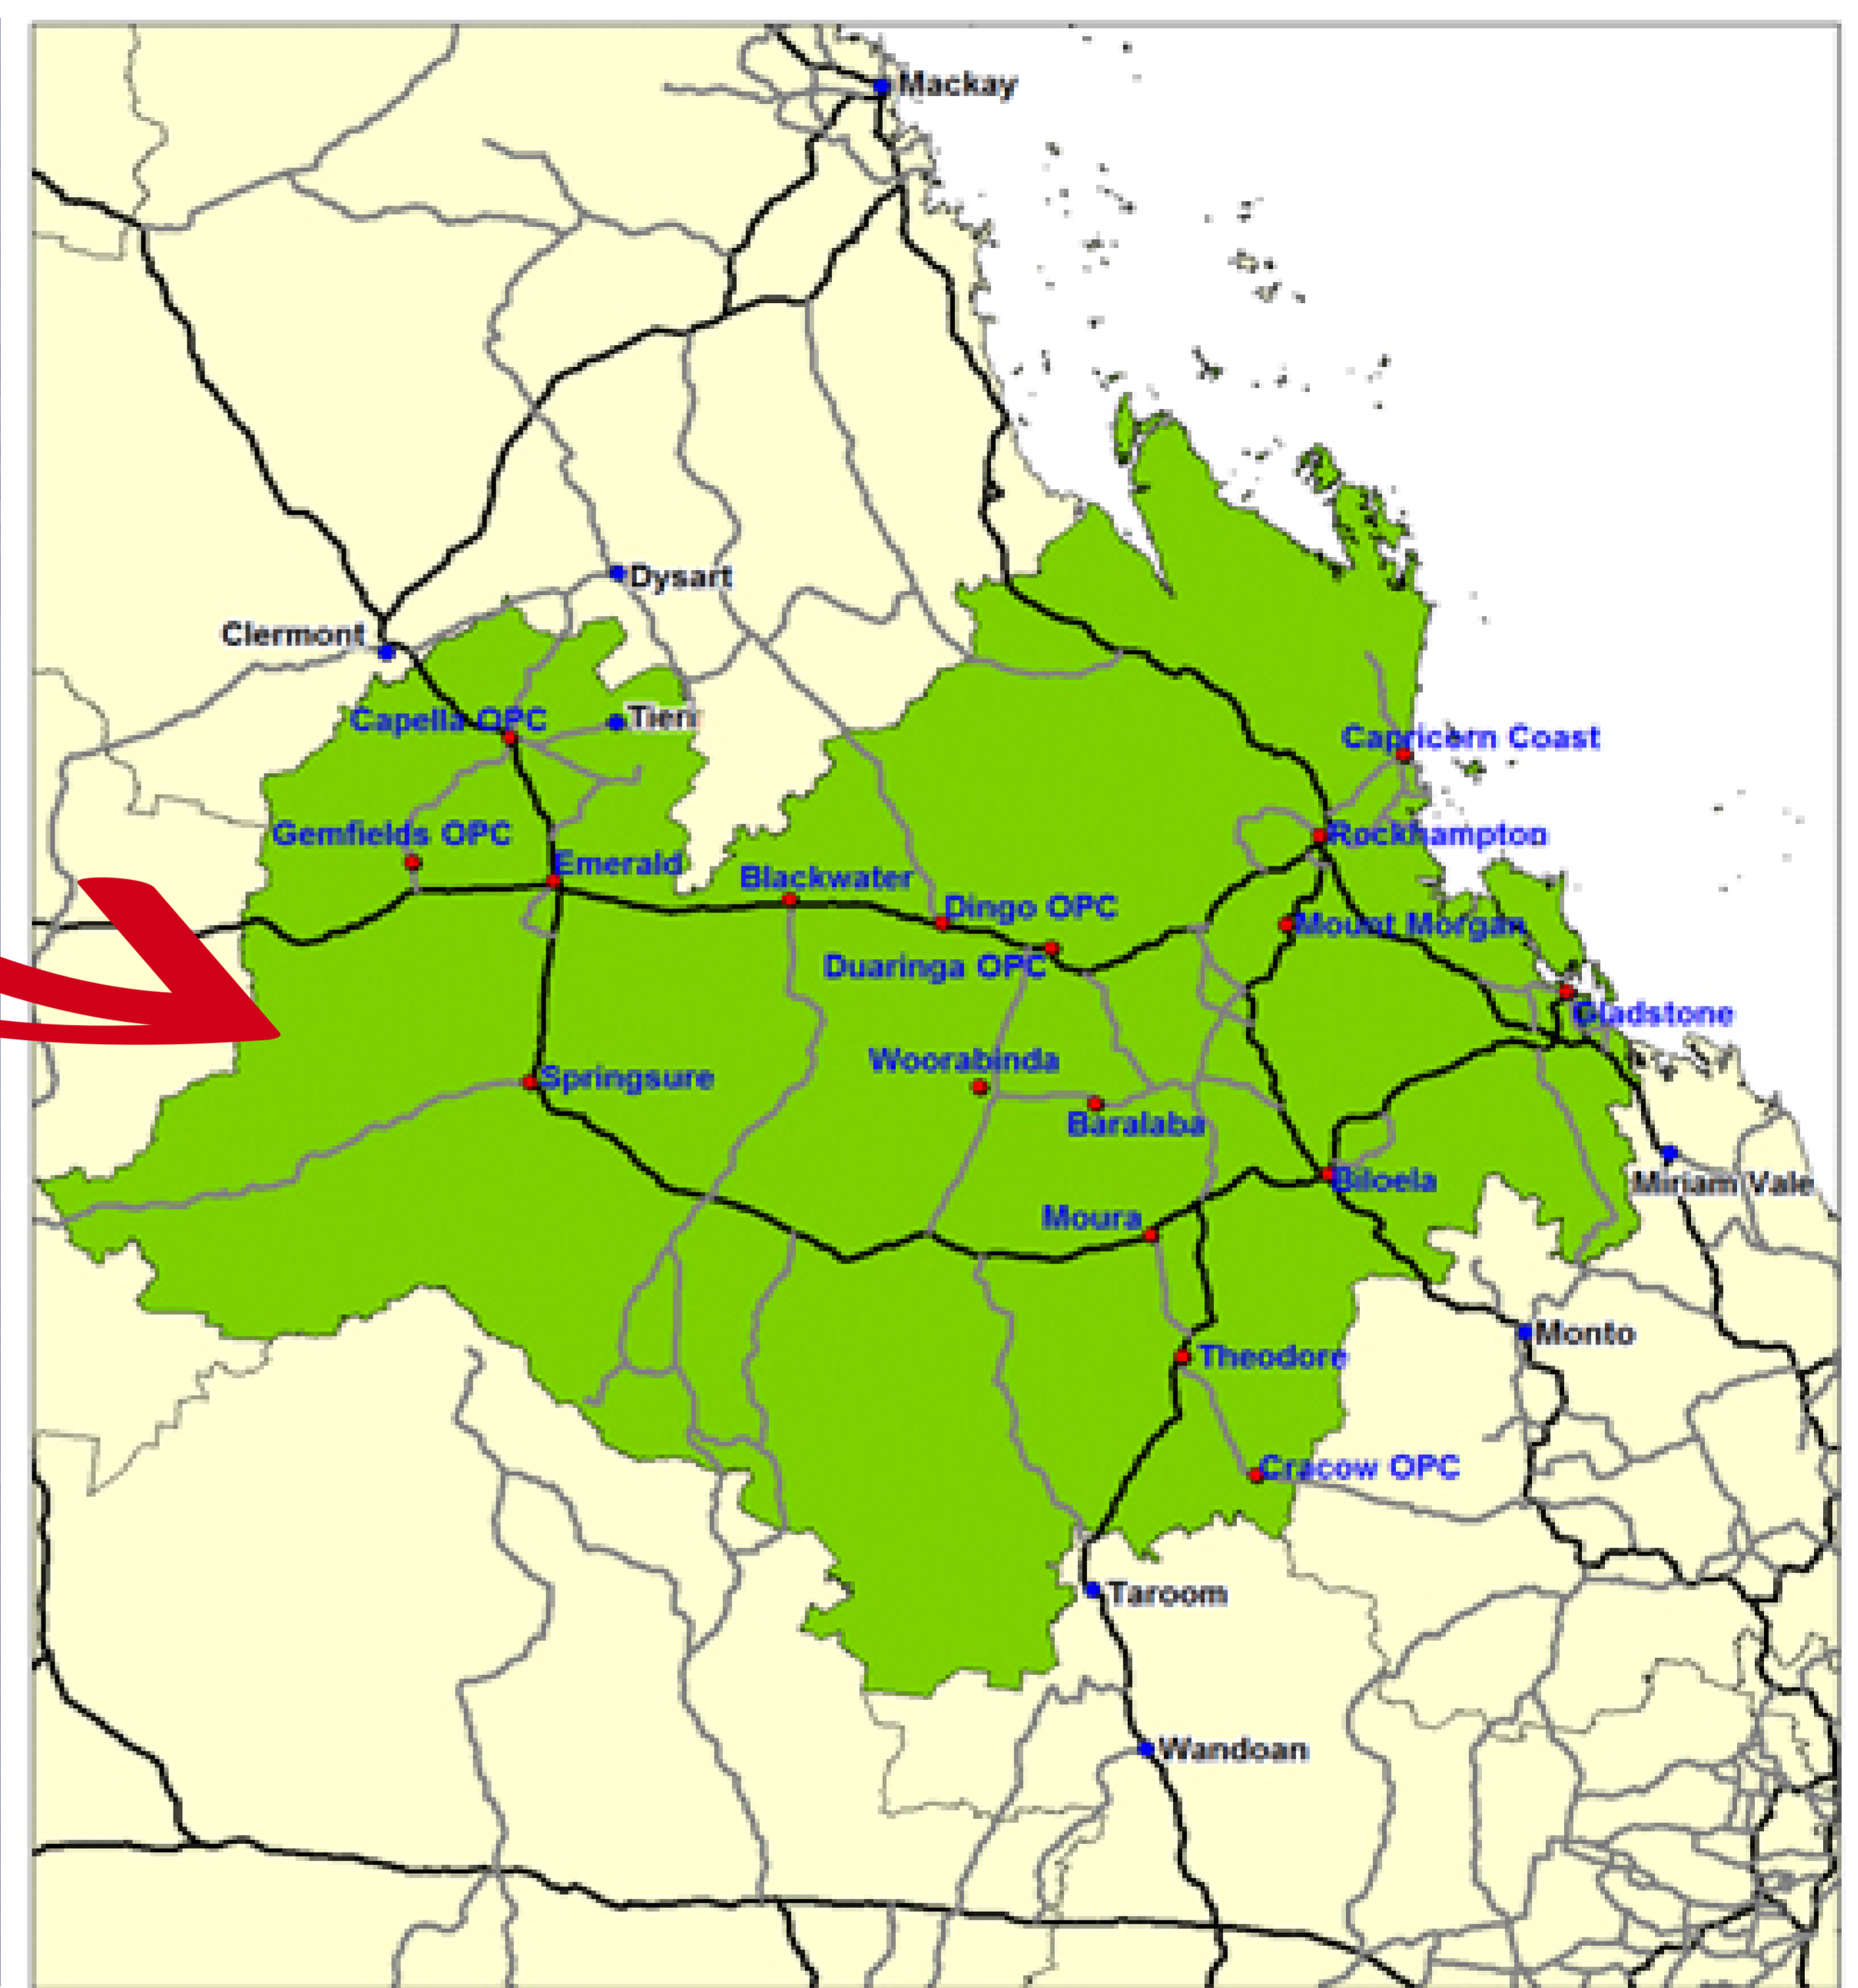 Mackay
Dysart
Clermont
Capella OPC
Tieri
Capricorn Coast
Gemfields OPC
Rockhampton
Emerald
Blackwater
Dingo OPC
Mount Morgan
Duaringa OPC
Gladstone
Woorabinda
Springsure
Baralaba
Biloela
Miriam Vale
Moura
Monto
Theodore
Cracow OPC
Taroom
Wandoan